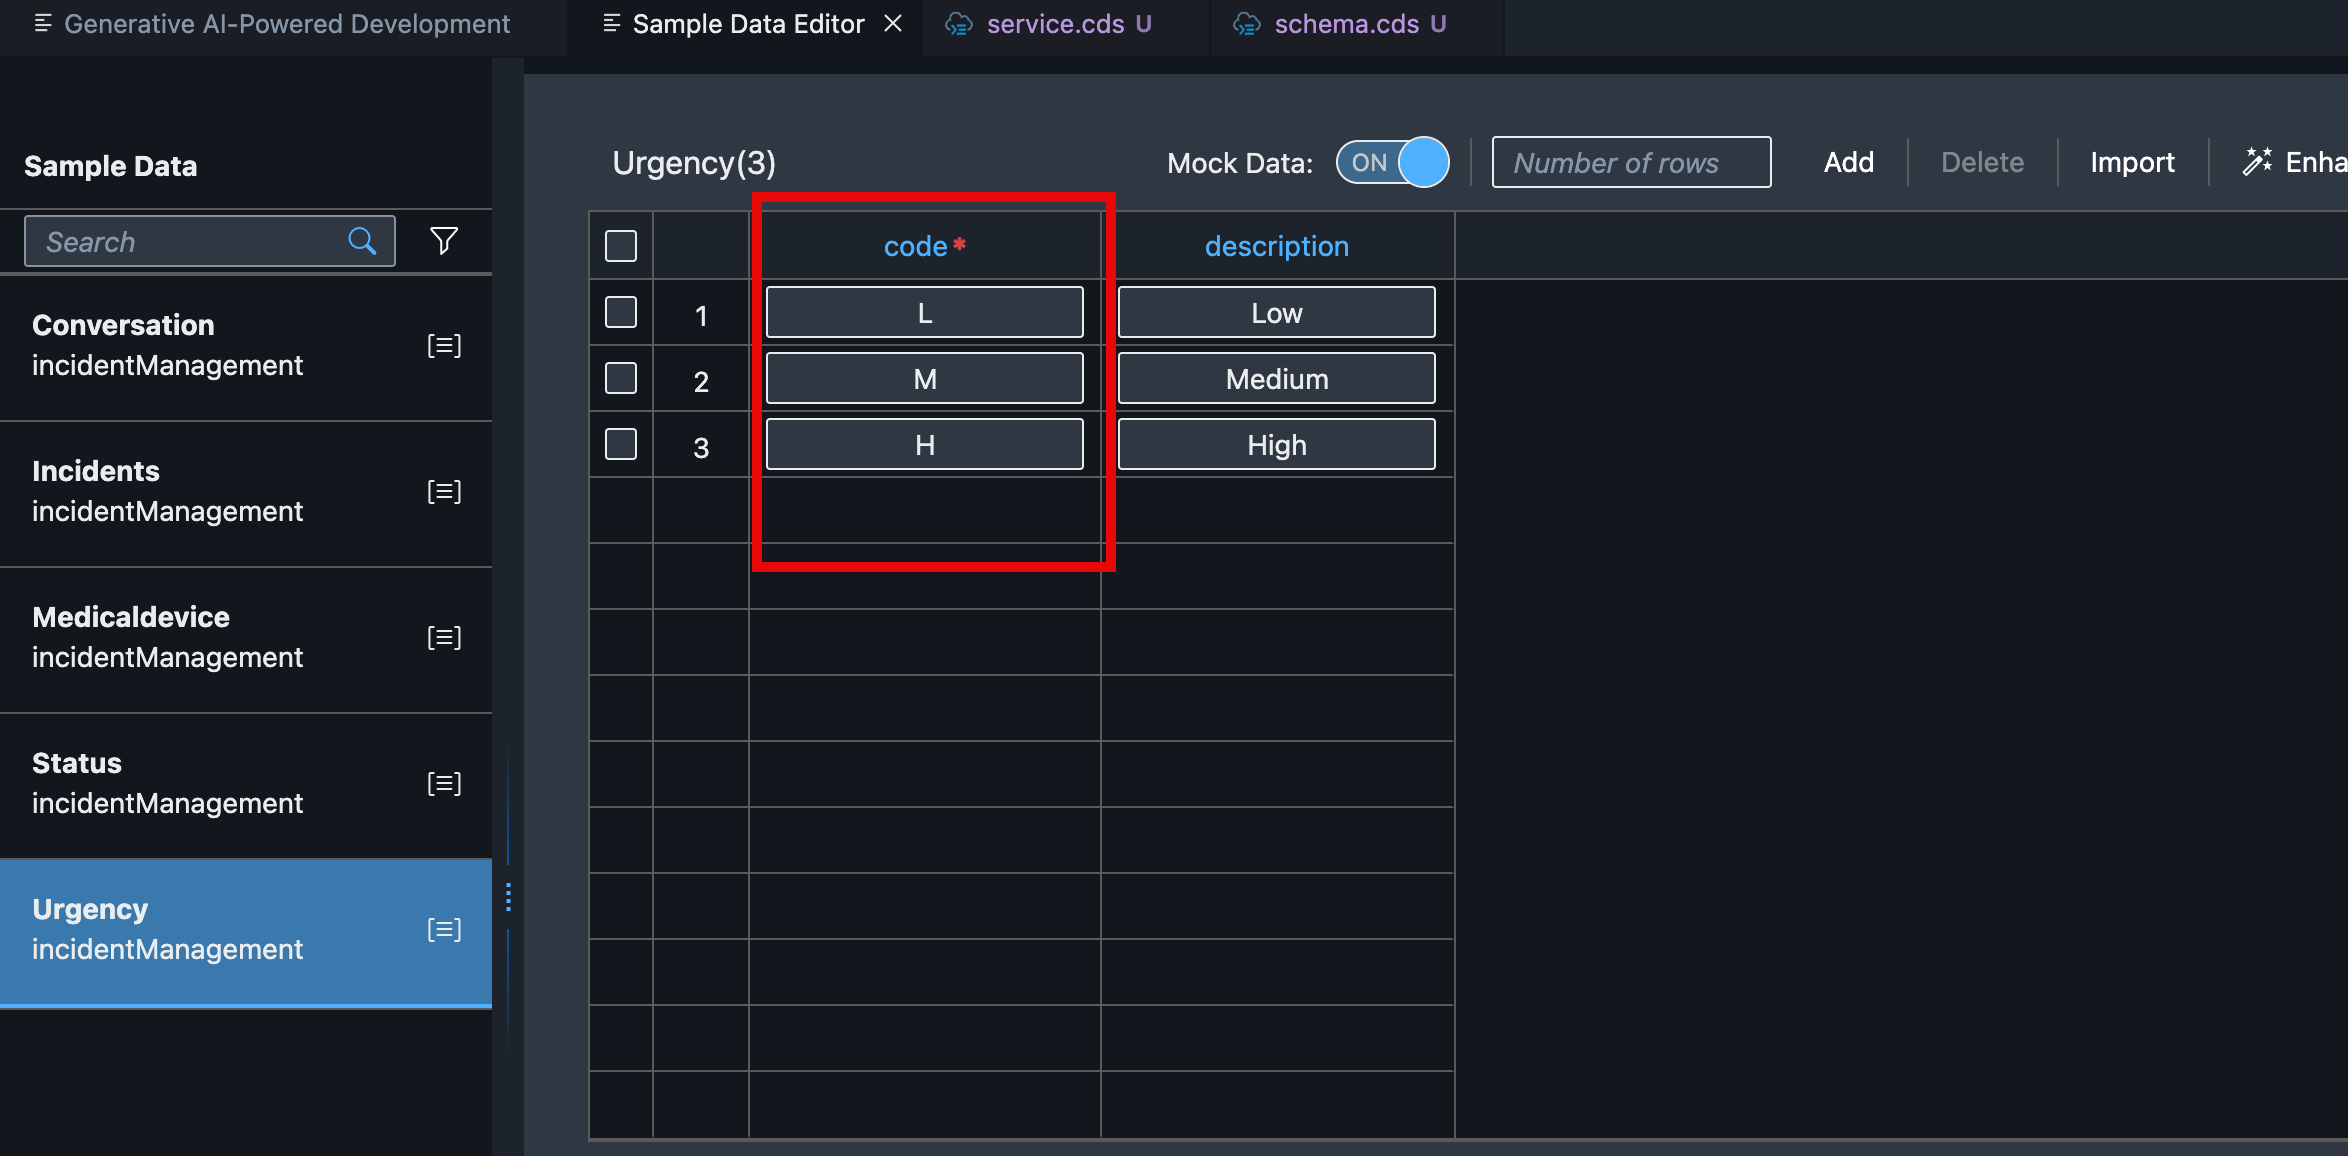 Generative AI-Powered Development
Sample Data Editor
service.cds U
schema.cds U
Sample Data
Search
Conversation
incidentManagement
Incidents
incidentManagement
Medicaldevice
incidentManagement
Status
incidentManagement
Urgency
incidentManagement
Urgency(3)
Mock Data: ON
Number of rows
Add
Delete
Import
Enha
code* description
1 L Low
2 M Medium
3 H High